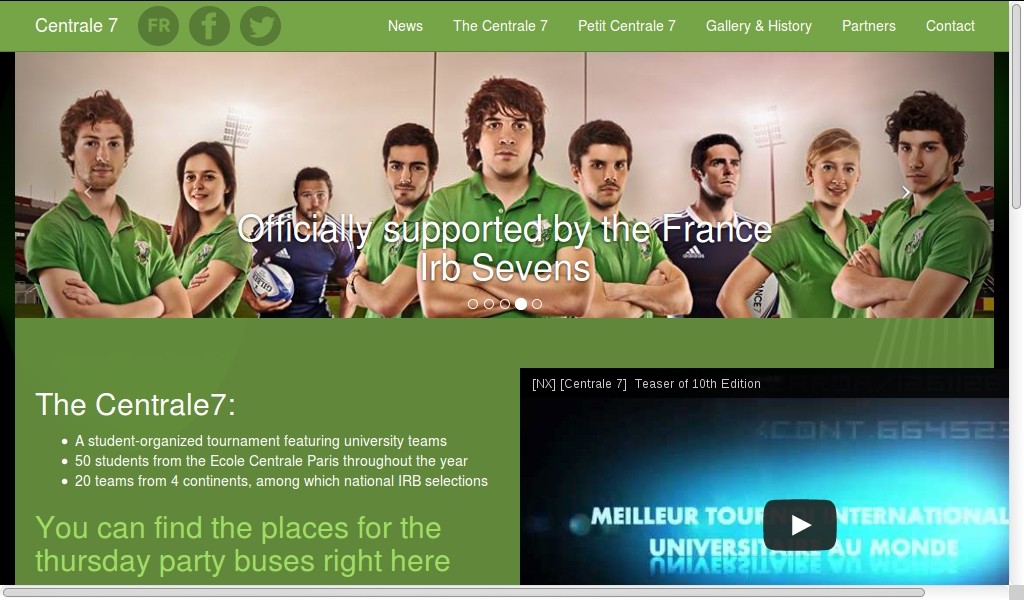 Centrale 7
FR
News
The Centrale 7
Petit Centrale 7
Gallery & History
Partners
Contact
Officially supported by the France
Irb Sevens
The Centrale7:
A student-organized tournament featuring university teams
50 students from the Ecole Centrale Paris throughout the year
20 teams from 4 continents, among which national IRB selections
You can find the places for the
thursday party buses right here
[NX] [Centrale 7] Teaser of 10th Edition
MEILLEUR INTERNATIONAL
UNIVERSITAIRE AU MONDE